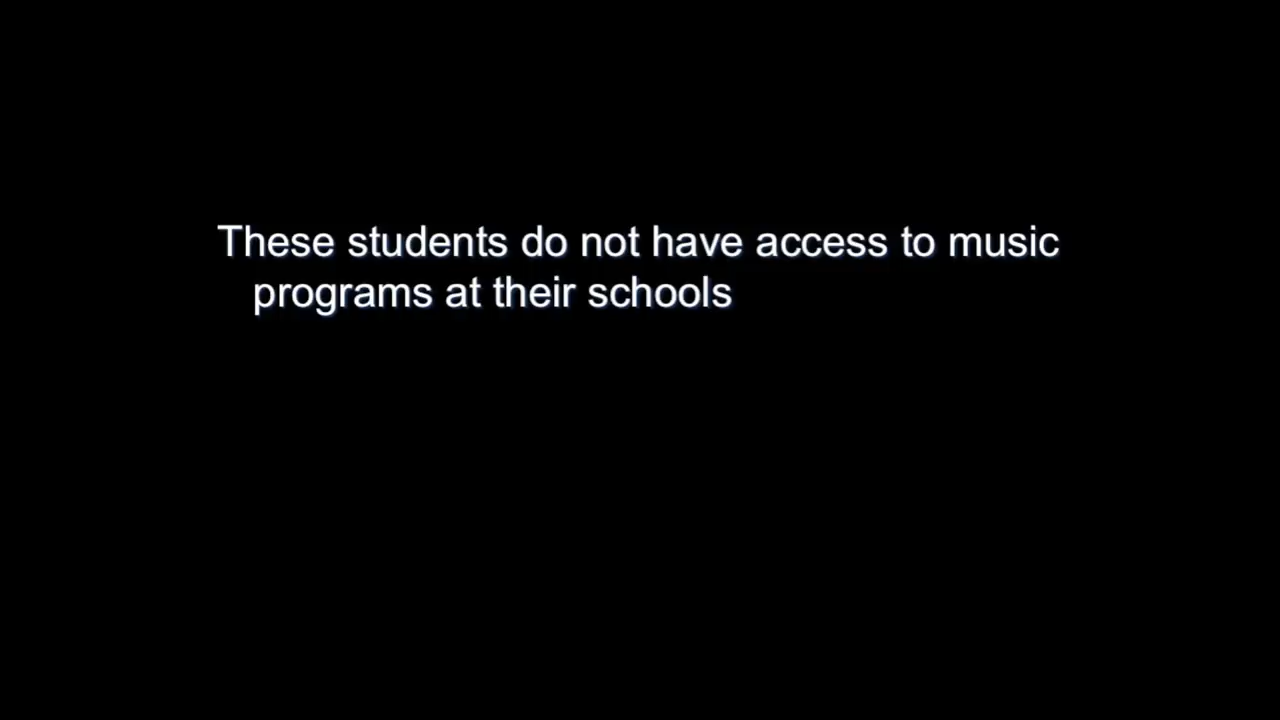 These students do not have access to music
programs at their schools